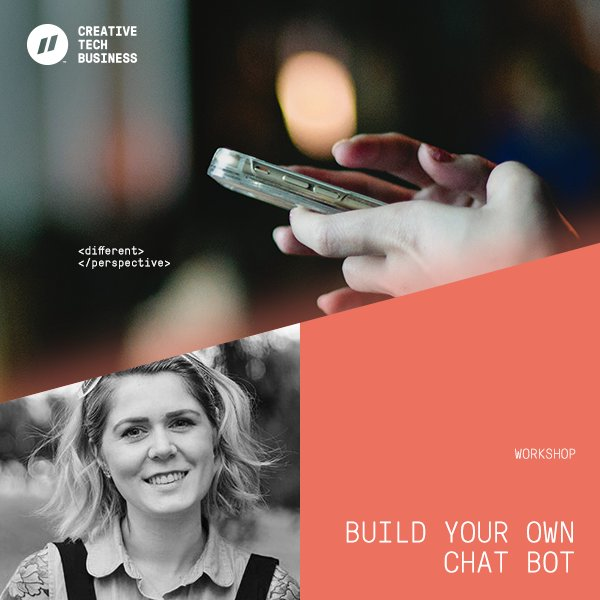 CREATIVE
TECH
BUSINESS
<different>
</perspective>
WORKSHOP
BUILD YOUR OWN
CHAT BOT